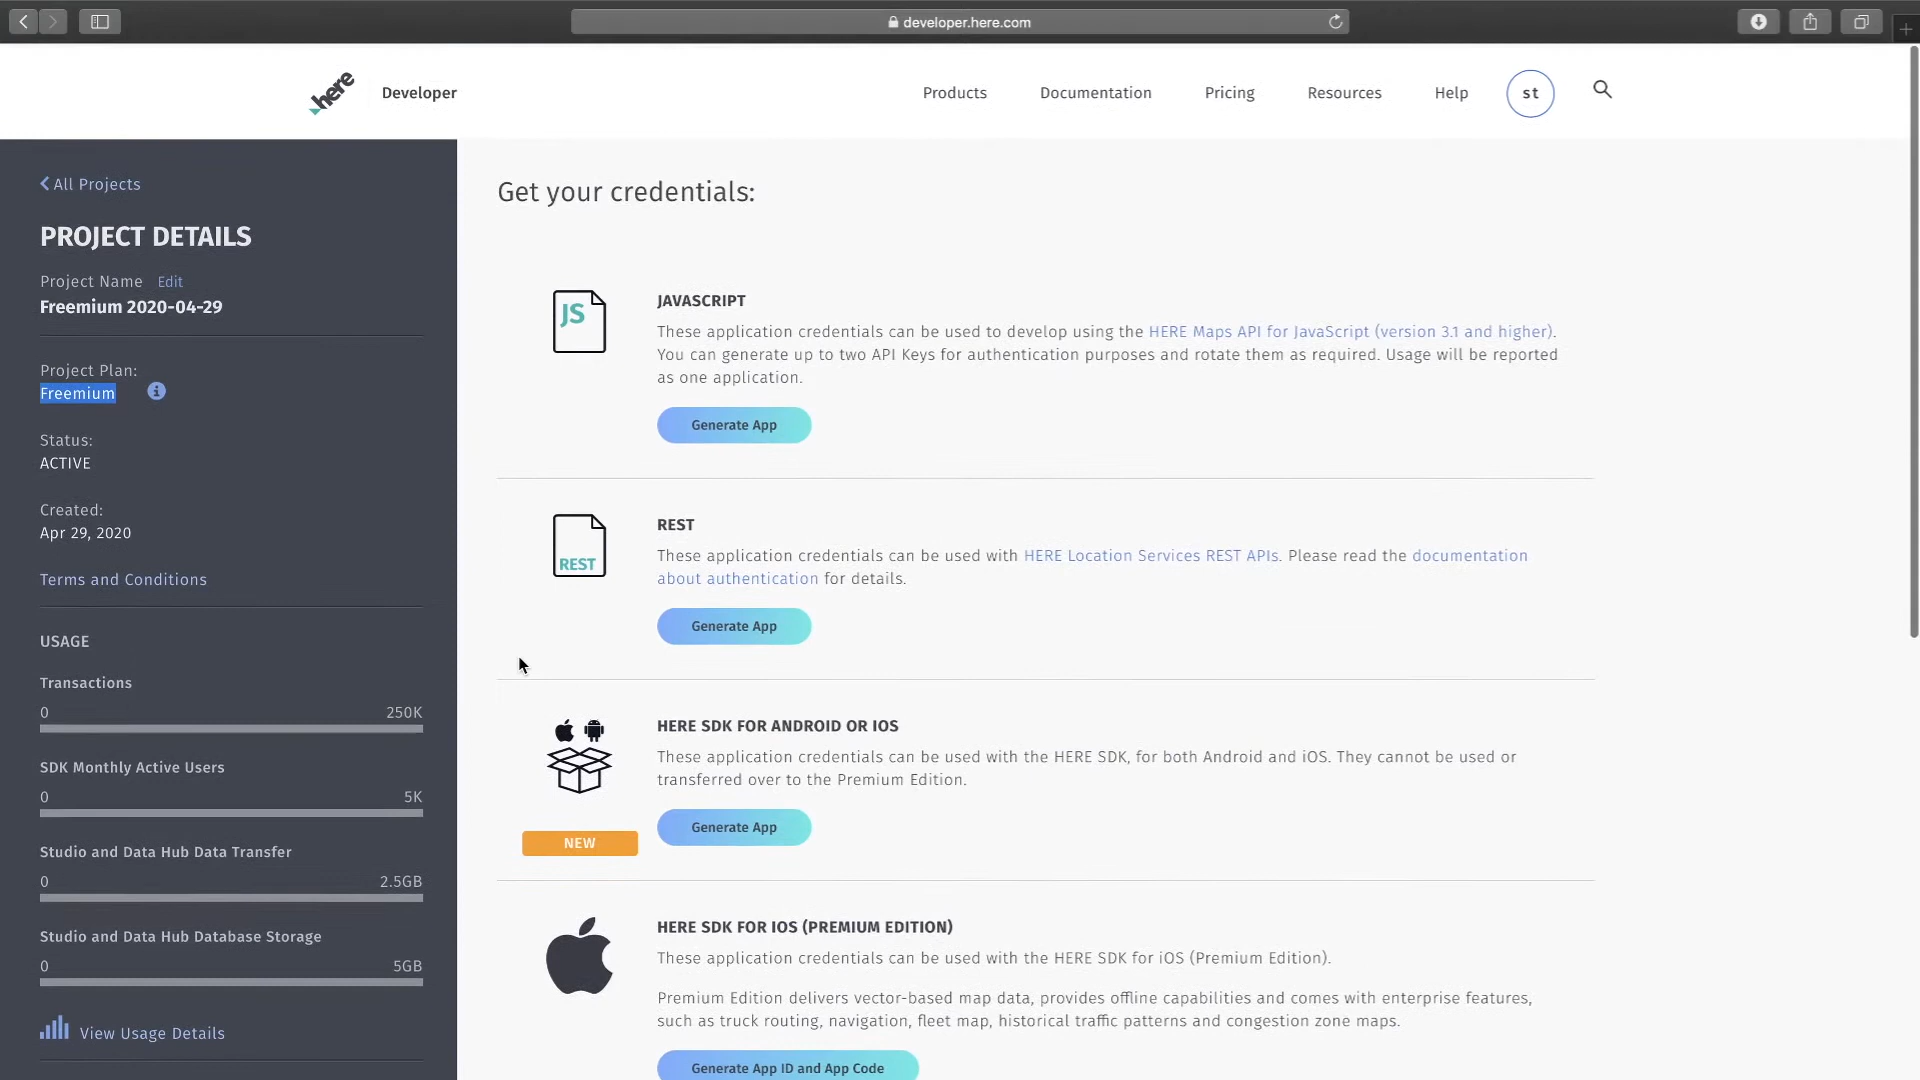 developer.here.com
here
Developer
Products
Documentation
Pricing
Resources
Help
st
All Projects
PROJECT DETAILS
Project Name Edit
Freemium 2020-04-29
Project Plan:
Freemium i
Status:
ACTIVE
Created:
Apr 29, 2020
Terms and Conditions
USAGE
Transactions
0 250K
SDK Monthly Active Users
0 5K
Studio and Data Hub Data Transfer
0 2.5GB
Studio and Data Hub Database Storage
0 5GB
View Usage Details
Get your credentials:
JS
JAVASCRIPT
These application credentials can be used to develop using the HERE Maps API for JavaScript (version 3.1 and higher).
You can generate up to two API Keys for authentication purposes and rotate them as required. Usage will be reported
as one application.
Generate App
REST
REST
These application credentials can be used with HERE Location Services REST APIs. Please read the documentation
about authentication for details.
Generate App
HERE SDK FOR ANDROID OR IOS
These application credentials can be used with the HERE SDK, for both Android and iOS. They cannot be used or
transferred over to the Premium Edition.
Generate App
NEW
HERE SDK FOR IOS (PREMIUM EDITION)
These application credentials can be used with the HERE SDK for iOS (Premium Edition).
Premium Edition delivers vector-based map data, provides offline capabilities and comes with enterprise features,
such as truck routing, navigation, fleet map, historical traffic patterns and congestion zone maps.
Generate App ID and App Code